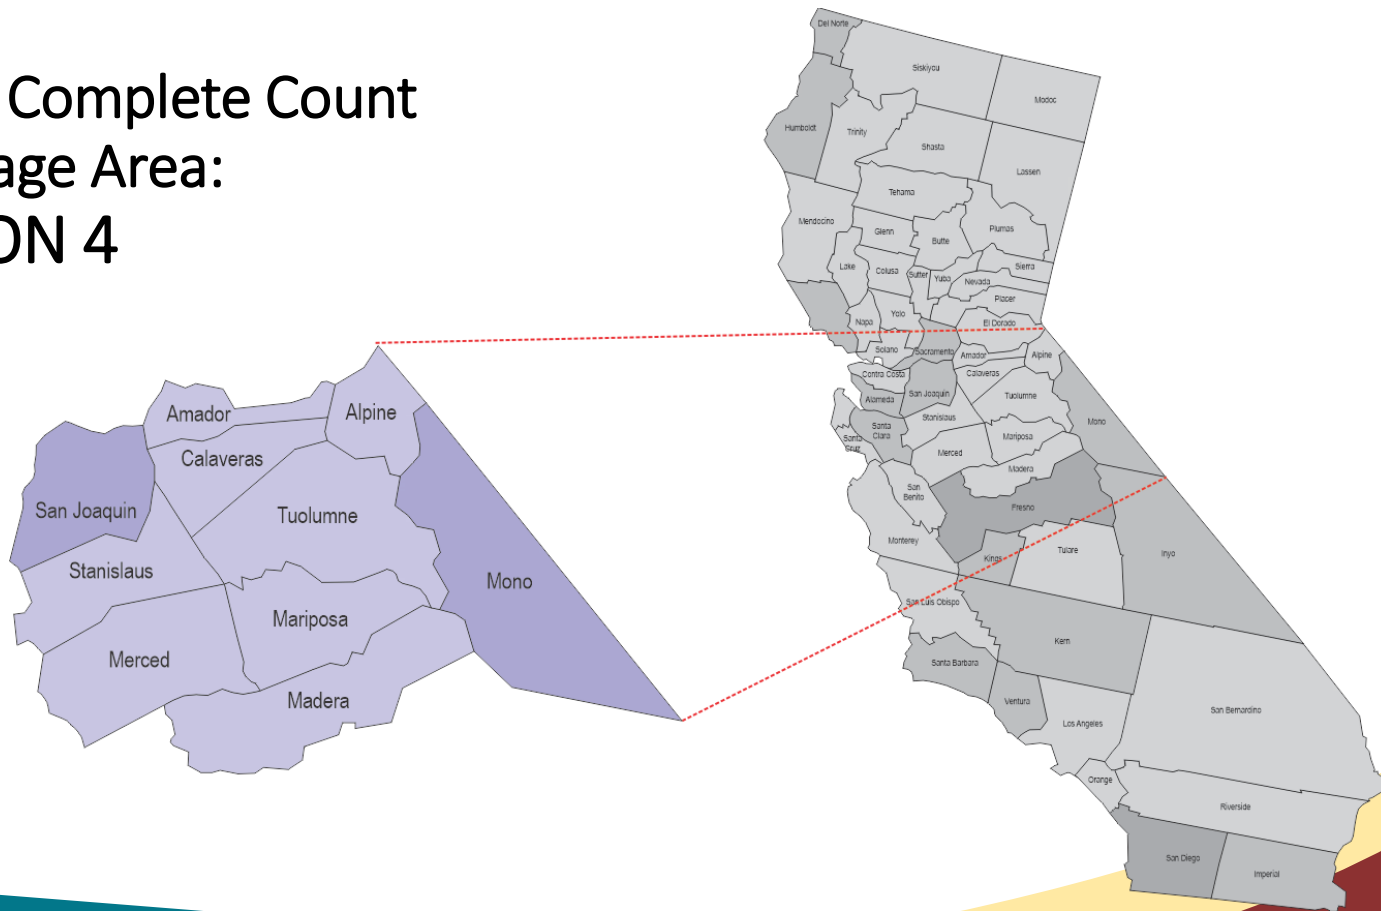 Complete Count
age Area:
ON 4
Amador
Alpine
Calaveras
San Joaquin
Tuolumne
Stanislaus
Mono
Mariposa
Merced
Madera
Del Norte
Siskiyou
Modoc
Humboldt
Trinity
Shasta
Lassen
Tehama
Mendocino
Glenn
Butte
Plumas
Lake
Colusa
Sutter
Yuba
Nevada
Sierra
Placer
Napa
Yolo
El Dorado
Solano
Sacramento
Amador
Alpine
Contra Costa
Calaveras
Alameda
San Joaquin
Tuolumne
Stanislaus
Mono
Santa
Clara
Santa
Cruz
Mariposa
Merced
Madera
San
Benito
Fresno
Monterey
Kings
Tulare
Inyo
San Luis Obispo
Kern
Santa Barbara
Ventura
Los Angeles
San Bernardino
Orange
Riverside
San Diego
Imperial